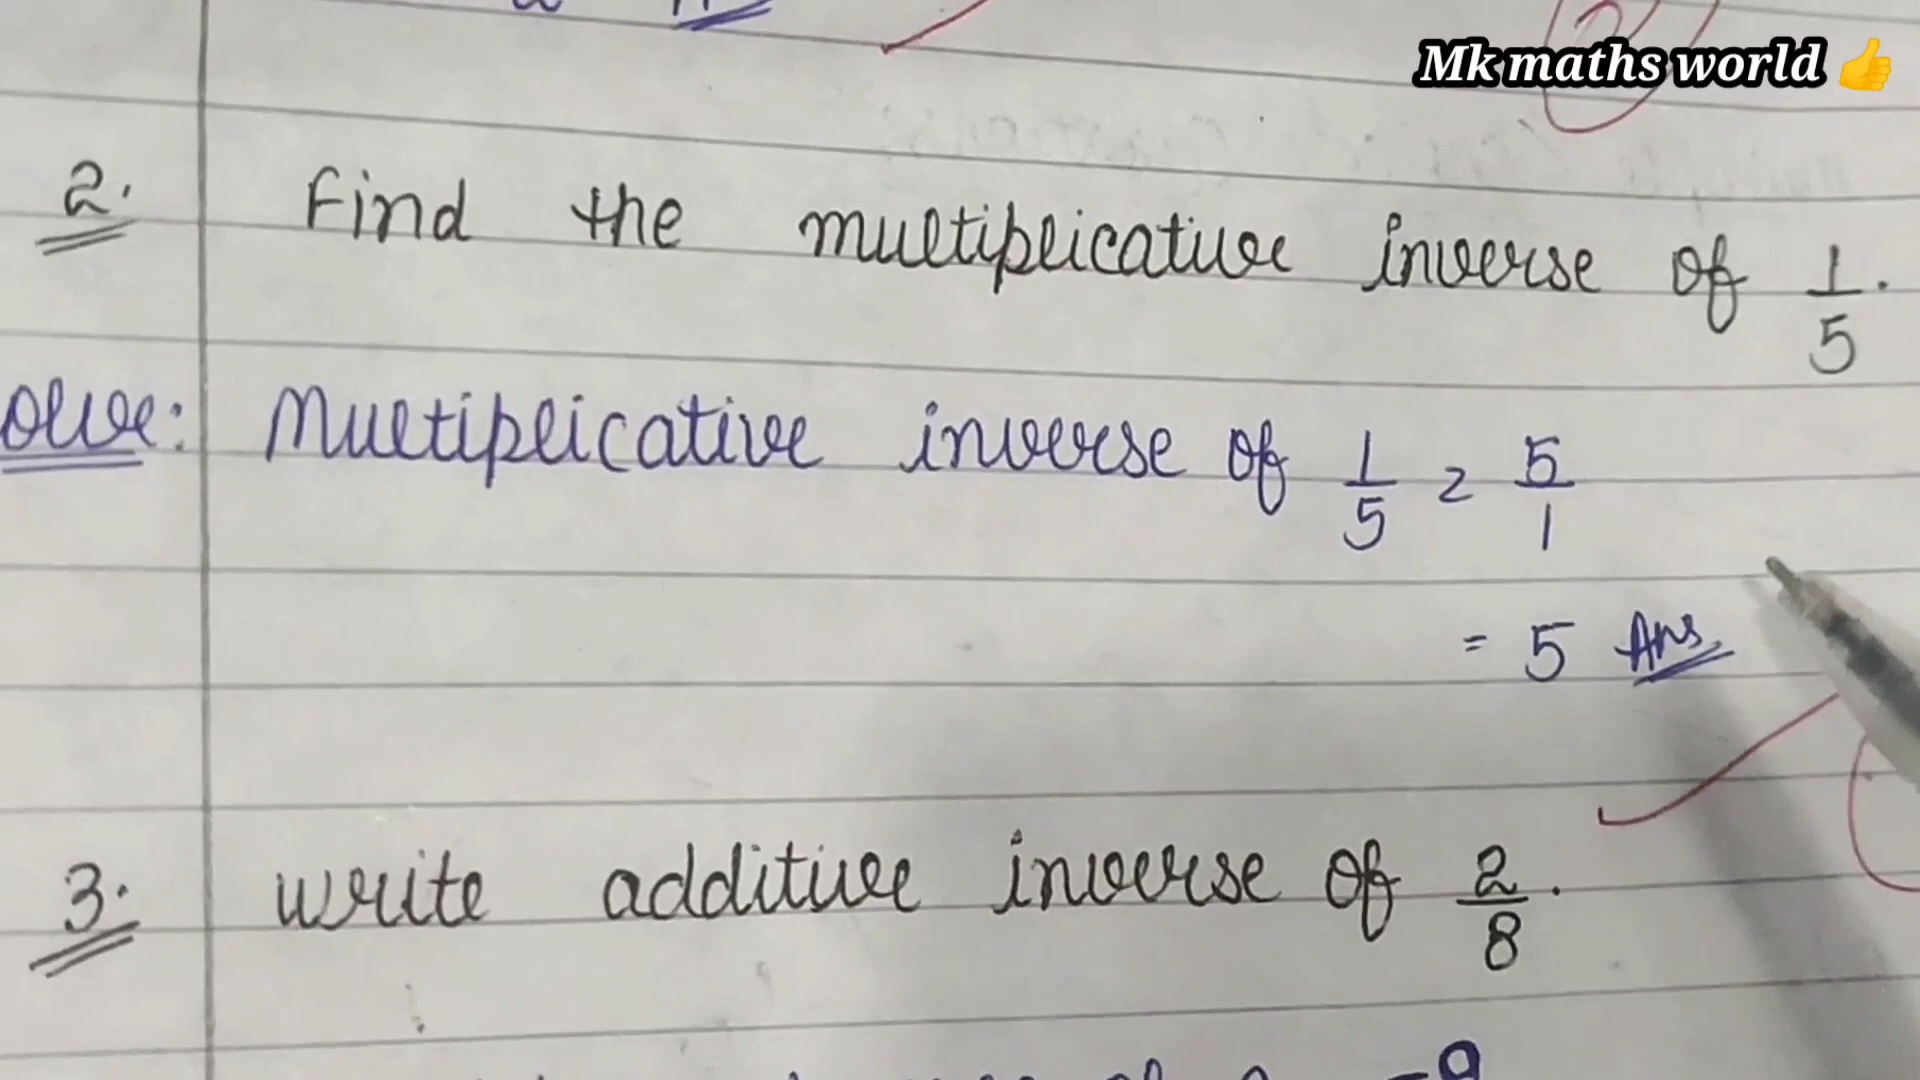 Mk maths world 👍
2. Find the multiplicative inverse of 1/5.
olve: Multiplicative inverse of 1/5 = 5/1
= 5 Ans.
3. write additive inverse of 2/8.